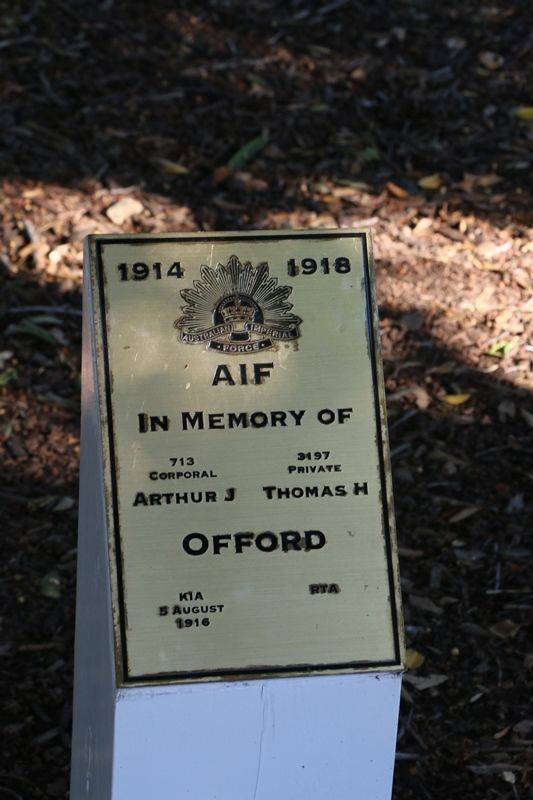 1914 1918
AUSTRALIAN IMPERIAL
FORCE
AIF
IN MEMORY OF
713 3197
CORPORAL PRIVATE
ARTHUR J THOMAS H
OFFORD
KIA RTA
5 AUGUST
1916